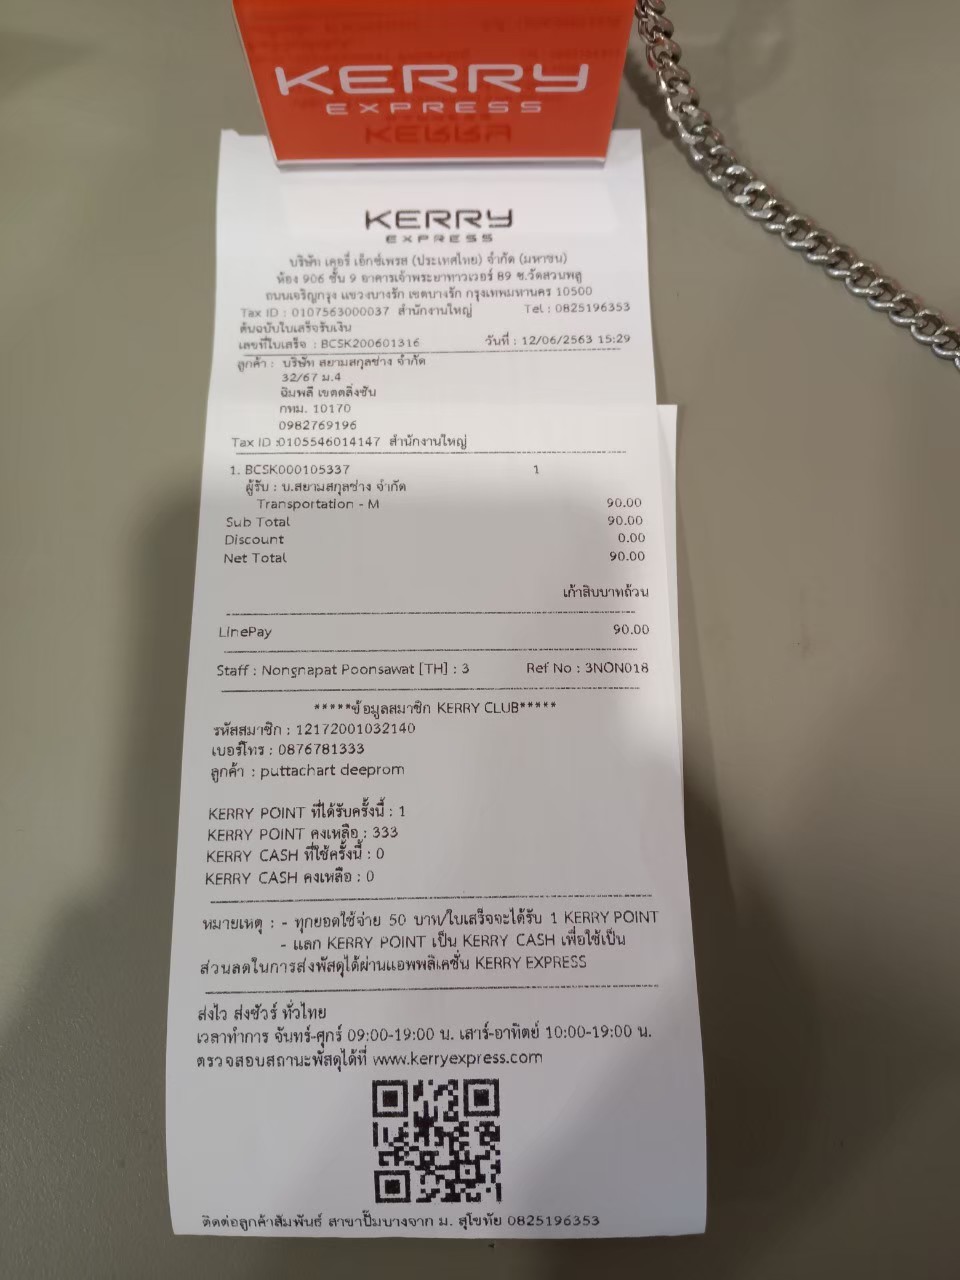 KERRY
EXPRESS
KERRY
EXPRESS
บริษัท เคอรี่ เอ็กซ์เพรส (ประเทศไทย) จำกัด (มหาชน)
ห้อง 906 ชั้น 9 อาคารเจ้าพระยาทาวเวอร์ 89 ซ.วัดสวนพลู
ถนนเจริญกรุง แขวงบางรัก เขตบางรัก กรุงเทพมหานคร 10500
Tax ID : 0107563000037 สำนักงานใหญ่ Tel : 0825196353
ต้นฉบับใบเสร็จรับเงิน
เลขที่ใบเสร็จ : BCSK200601316 วันที่ : 12/06/2563 15:29
ลูกค้า : บริษัท สยามสกุลช่าง จำกัด
32/67 ม.4
ฉิมพลี เขตตลิ่งชัน
กทม. 10170
0982769196
Tax ID :0105546014147 สำนักงานใหญ่
1. BCSK000105337 1
ผู้รับ : บ.สยามสกุลช่าง จำกัด
Transportation - M 90.00
Sub Total 90.00
Discount 0.00
Net Total 90.00
เก้าสิบบาทถ้วน
LinePay 90.00
Staff : Nongnapat Poonsawat [TH] : 3 Ref No : 3NON018
*****ข้อมูลสมาชิก KERRY CLUB*****
รหัสสมาชิก : 12172001032140
เบอร์โทร : 0876781333
ลูกค้า : puttachart deeprom
KERRY POINT ที่ได้รับครั้งนี้ : 1
KERRY POINT คงเหลือ : 333
KERRY CASH ที่ใช้ครั้งนี้ : 0
KERRY CASH คงเหลือ : 0
หมายเหตุ : - ทุกยอดใช้จ่าย 50 บาท/ใบเสร็จจะได้รับ 1 KERRY POINT
- แลก KERRY POINT เป็น KERRY CASH เพื่อใช้เป็น
ส่วนลดในการส่งพัสดุได้ผ่านแอพพลิเคชั่น KERRY EXPRESS
ส่งไว ส่งชัวร์ ทั่วไทย
เวลาทำการ จันทร์-ศุกร์ 09:00-19:00 น. เสาร์-อาทิตย์ 10:00-19:00 น.
ตรวจสอบสถานะพัสดุได้ที่ www.kerryexpress.com
ติดต่อลูกค้าสัมพันธ์ สาขาปั๊มบางจาก ม. สุโขทัย 0825196353